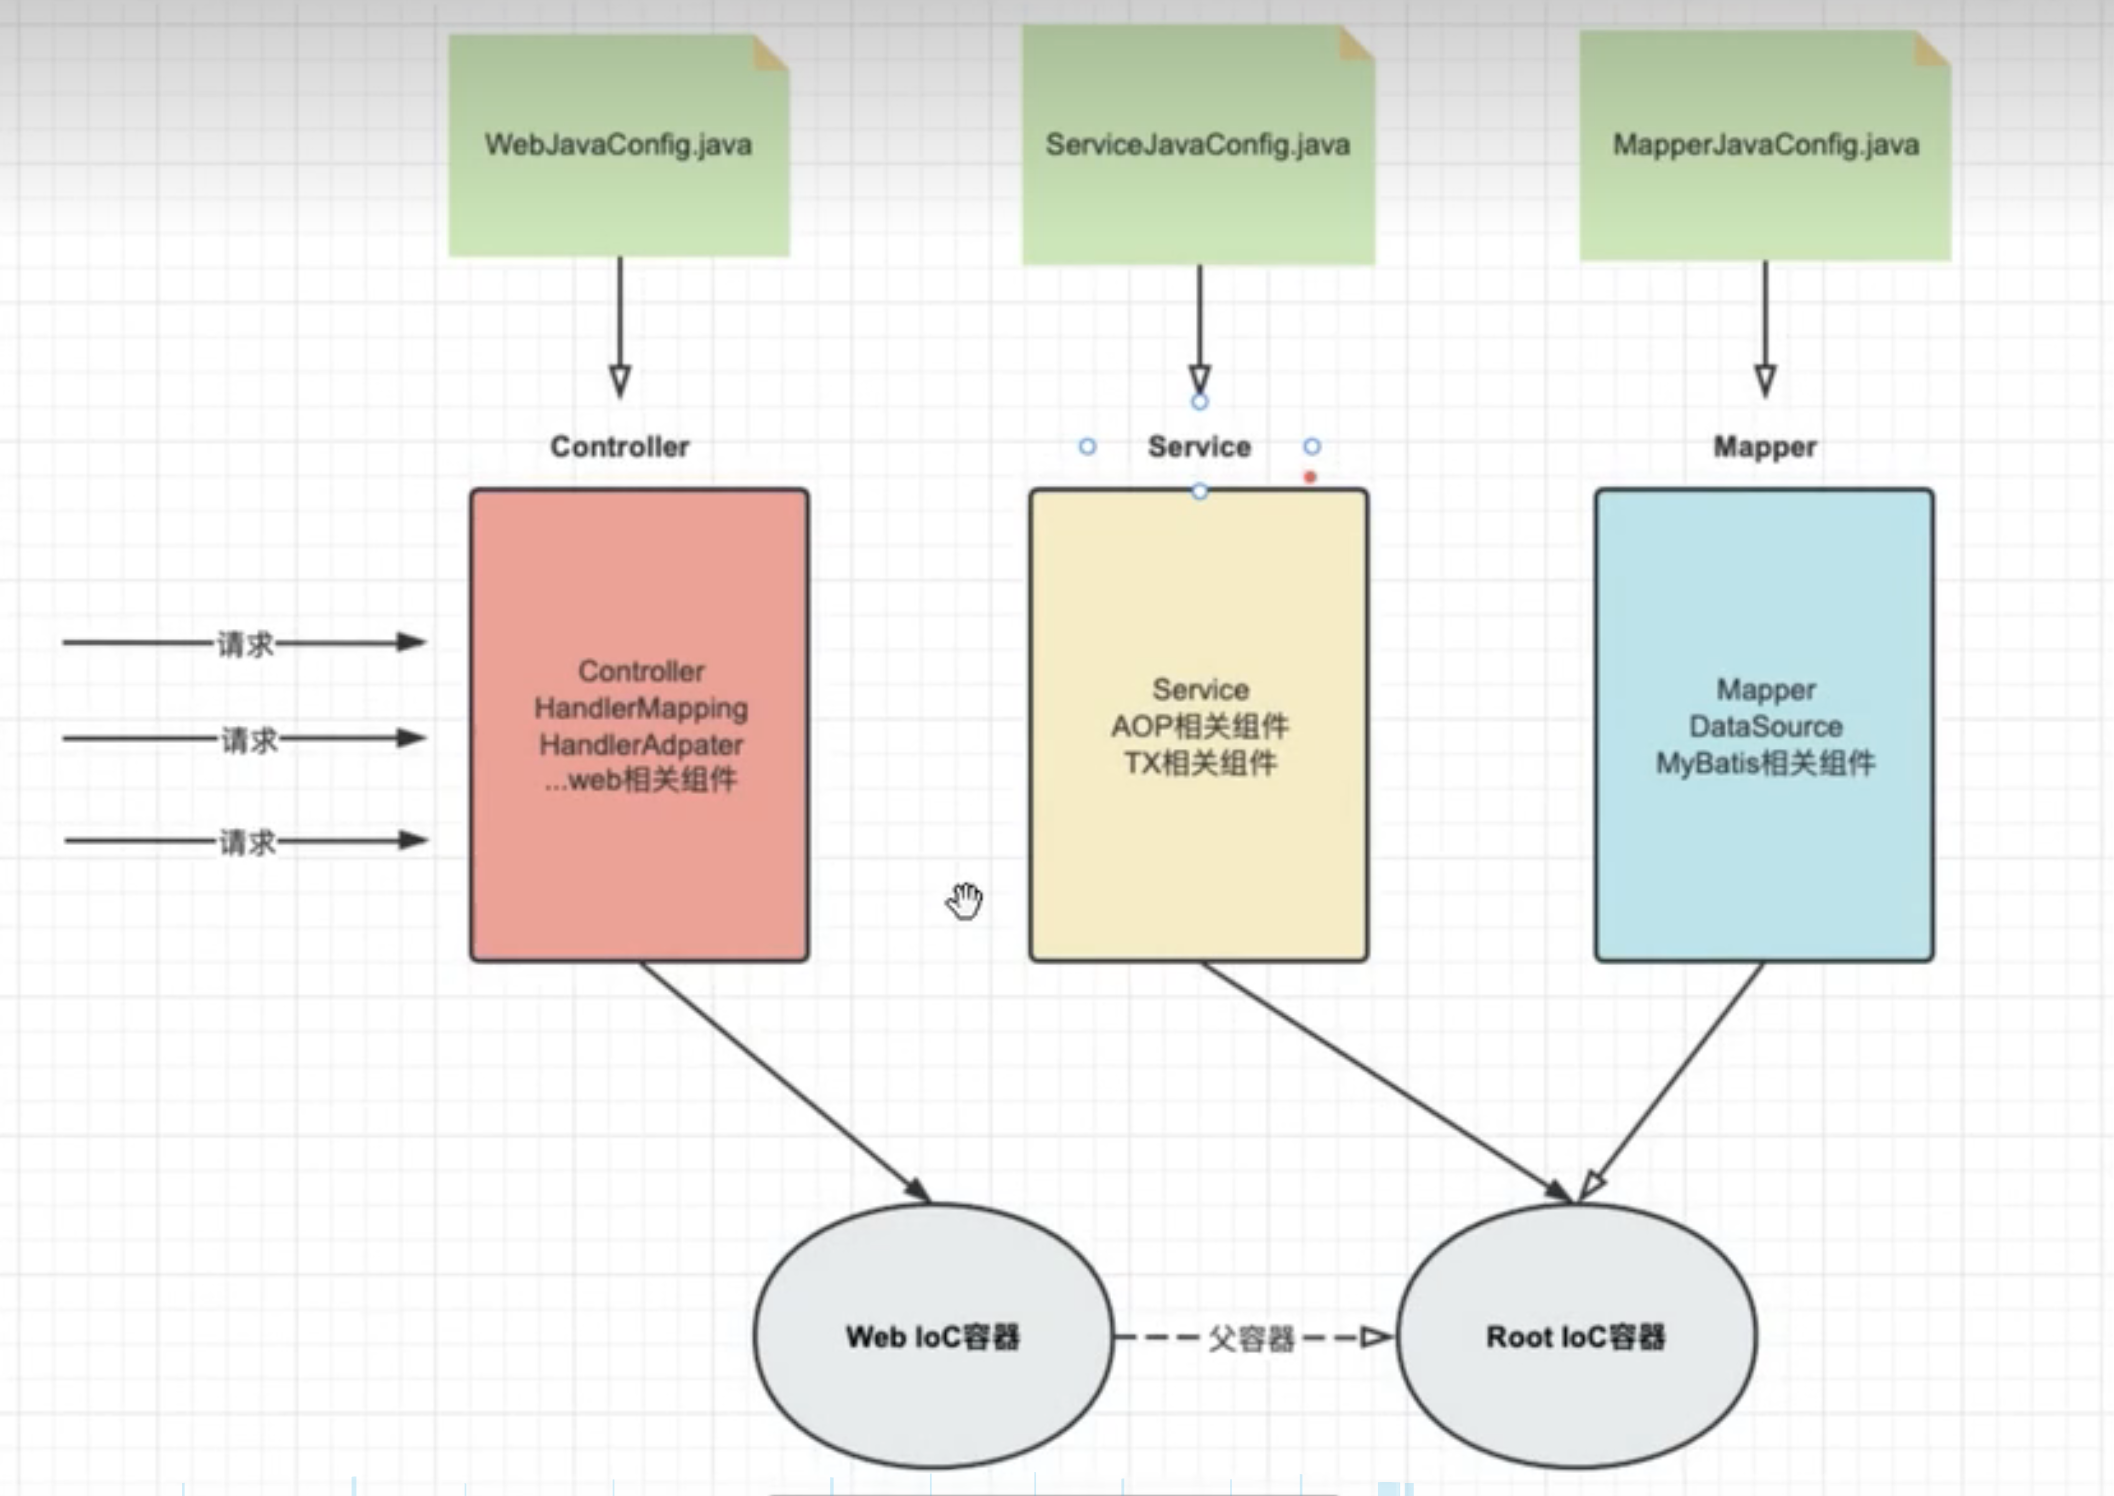 WebJavaConfig.java
ServiceJavaConfig.java
MapperJavaConfig.java
Controller
Service
Mapper
请求
请求
请求
Controller
HandlerMapping
HandlerAdpater
...web相关组件
Service
AOP相关组件
TX相关组件
Mapper
DataSource
MyBatis相关组件
Web IoC容器
父容器
Root IoC容器